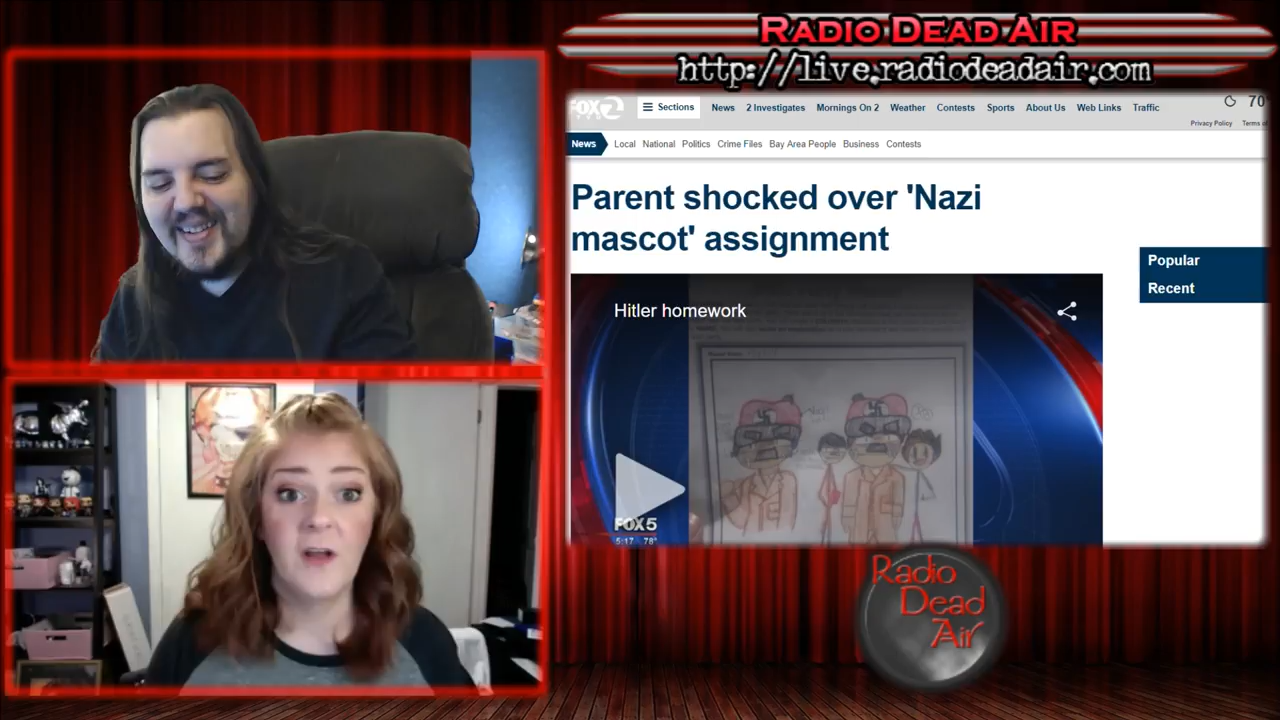 RADIO DEAD AIR
http://live.radiodeadair.com
FOX 2
Sections News 2 Investigates Mornings On 2 Weather Contests Sports About Us Web Links Traffic
70
Privacy Policy Terms of
News Local National Politics Crime Files Bay Area People Business Contests
Parent shocked over 'Nazi
mascot' assignment
Popular
Recent
Hitler homework
FOX 5
5:17 78°
Radio
Dead
Air